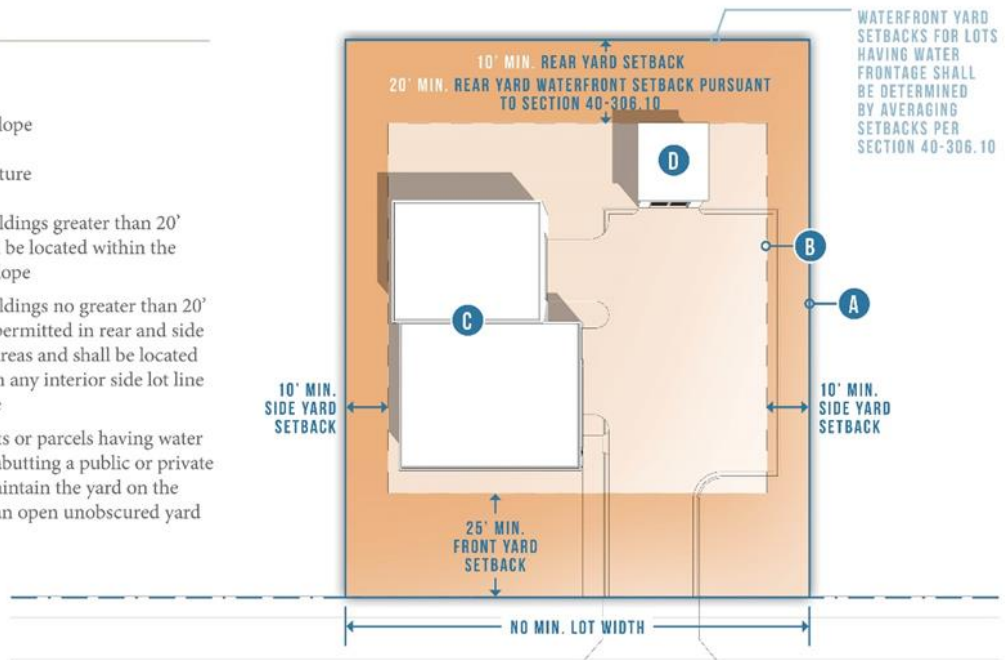 lope
ture
ldings greater than 20’
be located within the
lope
ldings no greater than 20’
permitted in rear and side
reas and shall be located
any interior side lot line
ts or parcels having water
abutting a public or private
aintain the yard on the
an open unobscured yard
10' MIN. REAR YARD SETBACK
20' MIN. REAR YARD WATERFRONT SETBACK PURSUANT
TO SECTION 40-306.10
WATERFRONT YARD
SETBACKS FOR LOTS
HAVING WATER
FRONTAGE SHALL
BE DETERMINED
BY AVERAGING
SETBACKS PER
SECTION 40-306.10
D
B
A
C
10' MIN.
SIDE YARD
SETBACK
10' MIN.
SIDE YARD
SETBACK
25' MIN.
FRONT YARD
SETBACK
NO MIN. LOT WIDTH